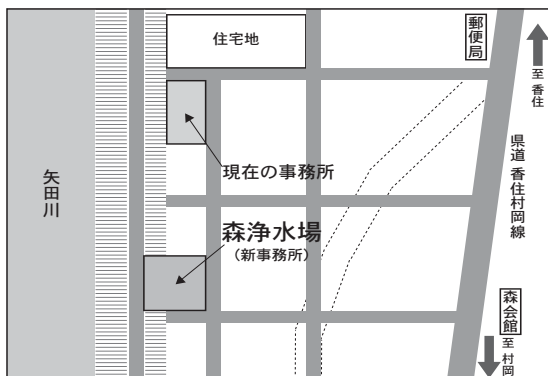 住宅地
郵便局
至 香住
現在の事務所
県道 香住村岡線
矢田川
森浄水場
（新事務所）
森会館
至 村岡